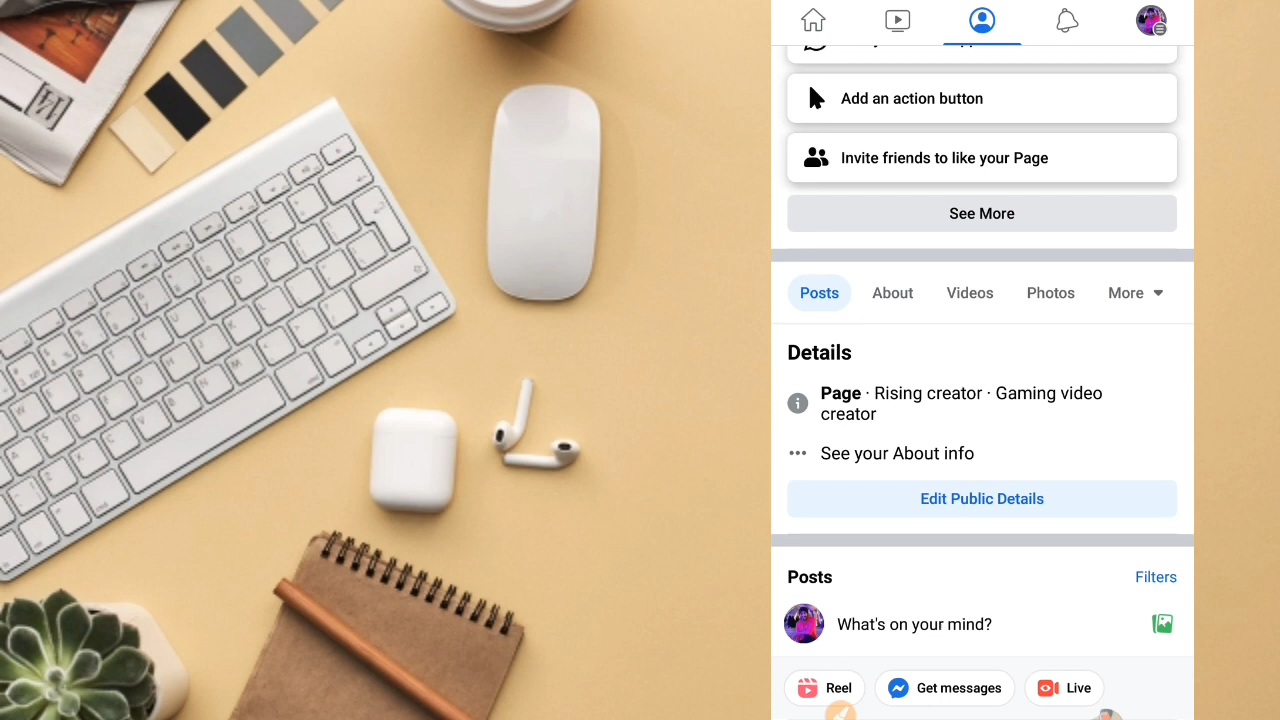 Add an action button
Invite friends to like your Page
See More
Posts
About
Videos
Photos
More
Details
Page · Rising creator · Gaming video
creator
See your About info
Edit Public Details
Posts
Filters
What's on your mind?
Reel
Get messages
Live